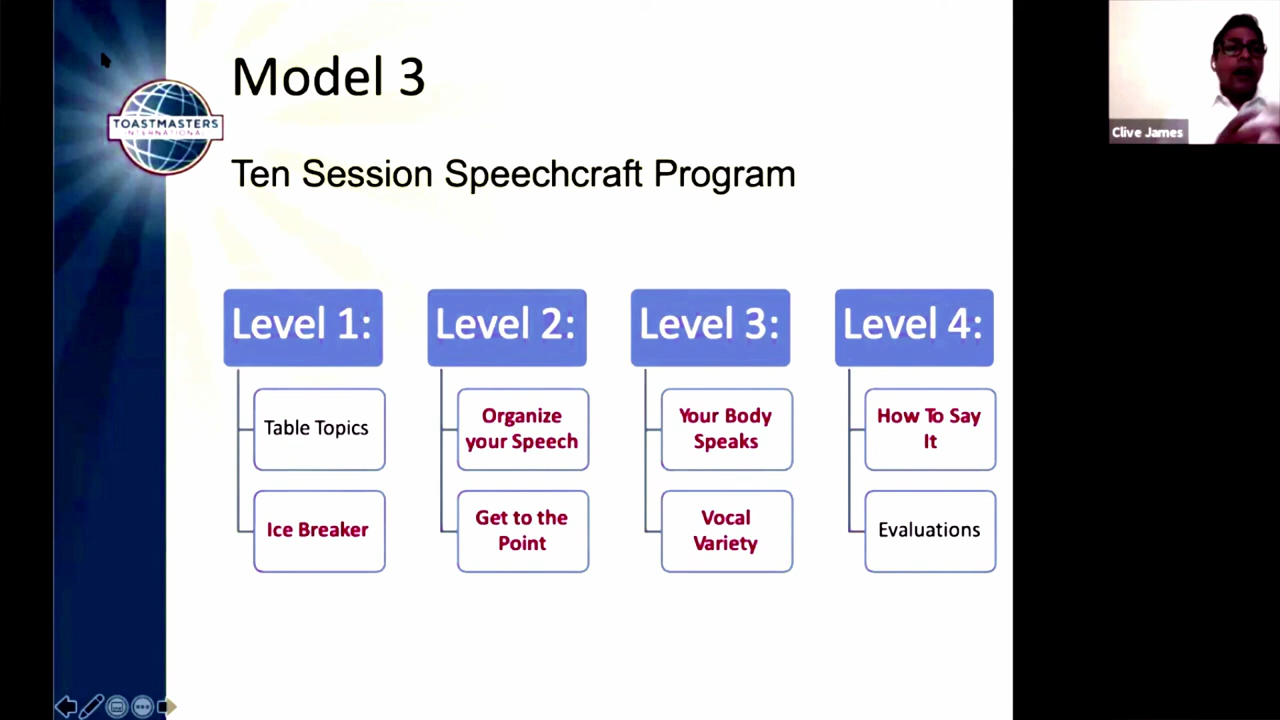 Model 3
TOASTMASTERS
INTERNATIONAL
Ten Session Speechcraft Program
Clive James
Level 1:
Level 2:
Level 3:
Level 4:
Table Topics
Organize
your Speech
Your Body
Speaks
How To Say
It
Ice Breaker
Get to the
Point
Vocal
Variety
Evaluations